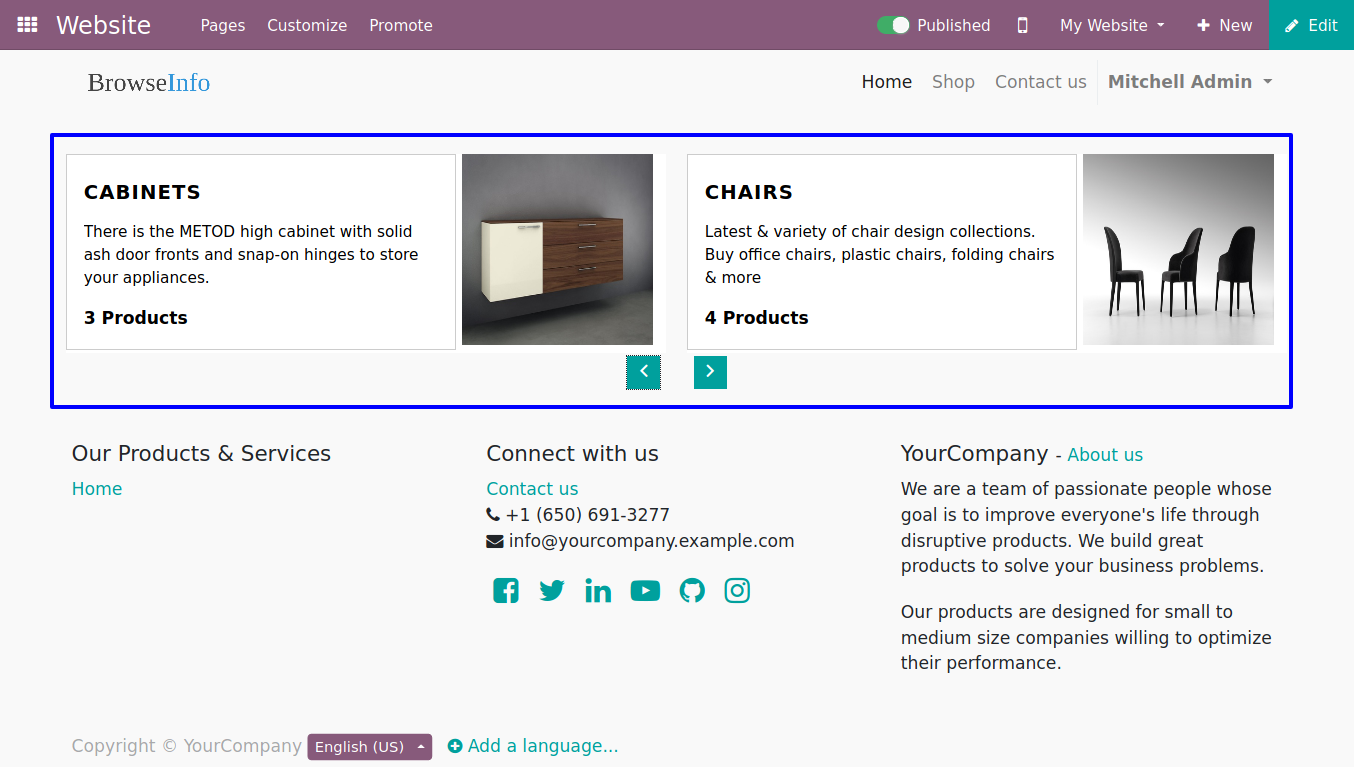 Website Pages Customize Promote Published My Website New Edit
BrowseInfo Home Shop Contact us Mitchell Admin
CABINETS
There is the METOD high cabinet with solid
ash door fronts and snap-on hinges to store
your appliances.
3 Products
CHAIRS
Latest & variety of chair design collections.
Buy office chairs, plastic chairs, folding chairs
& more
4 Products
Our Products & Services
Home
Connect with us
Contact us
+1 (650) 691-3277
info@yourcompany.example.com
YourCompany - About us
We are a team of passionate people whose
goal is to improve everyone's life through
disruptive products. We build great
products to solve your business problems.
Our products are designed for small to
medium size companies willing to optimize
their performance.
Copyright © YourCompany English (US) Add a language...